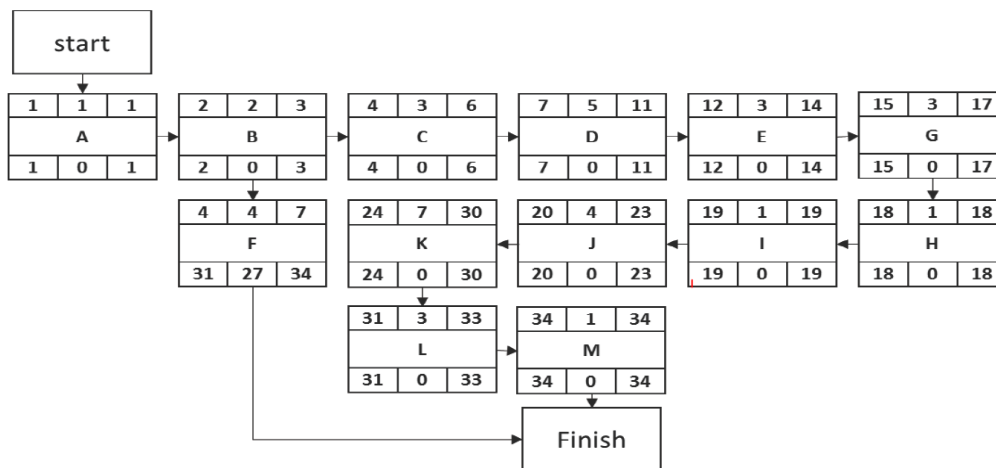 start
1 1 1
A
1 0 1
2 2 3
B
2 0 3
4 3 6
C
4 0 6
7 5 11
D
7 0 11
12 3 14
E
12 0 14
15 3 17
G
15 0 17
4 4 7
F
31 27 34
24 7 30
K
24 0 30
20 4 23
J
20 0 23
19 1 19
I
19 0 19
18 1 18
H
18 0 18
31 3 33
L
31 0 33
34 1 34
M
34 0 34
Finish